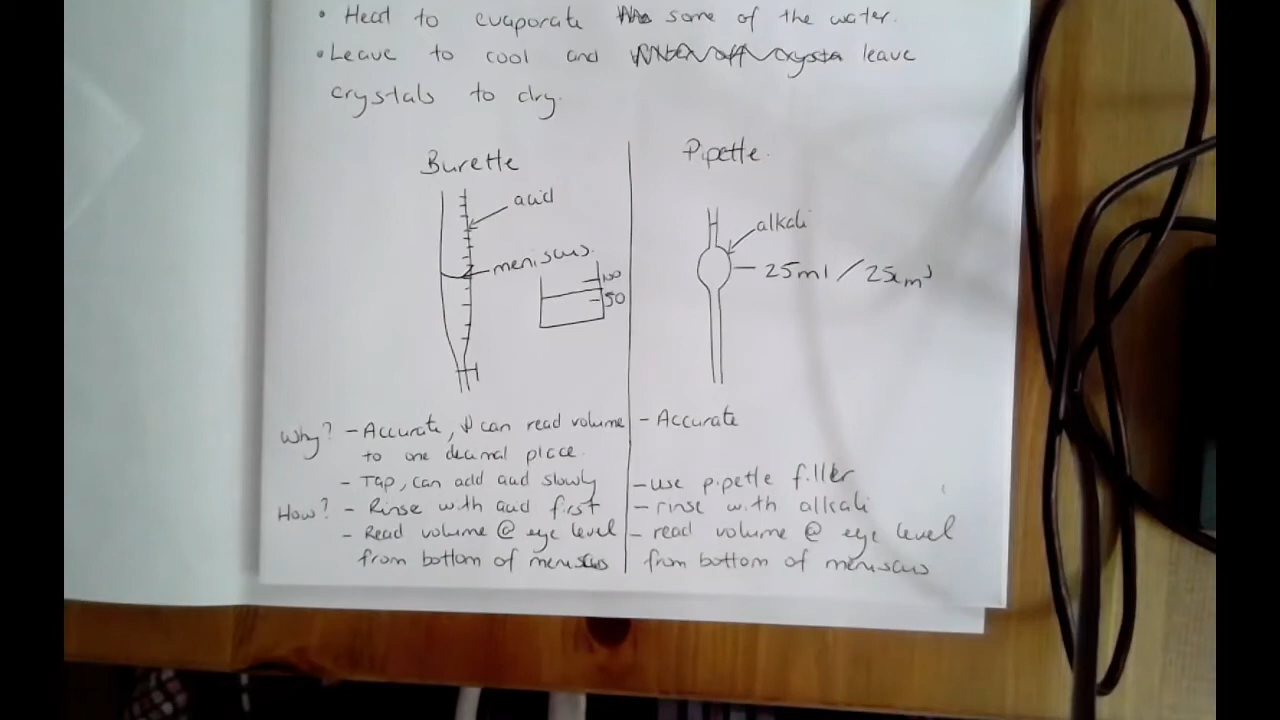 • Heat to evaporate some of the water.
• Leave to cool and leave
crystals to dry.
Burette
acid
meniscus.
100
50
Why? - Accurate, can read volume
to one decimal place.
- Tap, can add acid slowly
How? - Rinse with acid first
- Read volume @ eye level
from bottom of meniscus
Pipette.
alkali
- 25ml / 25cm³
- Accurate
- use pipette filler
- rinse with alkali
- read volume @ eye level
from bottom of meniscus